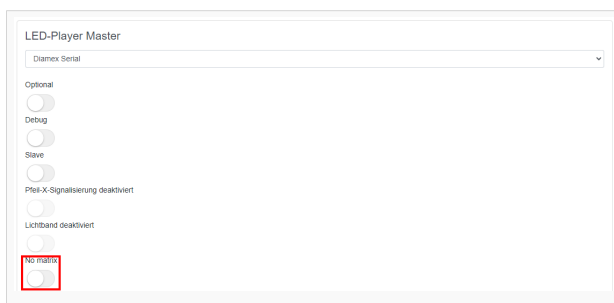 LED-Player Master
Diamex Serial
Optional
Debug
Slave
Pfeil-X-Signalisierung deaktiviert
Lichtband deaktiviert
No matrix